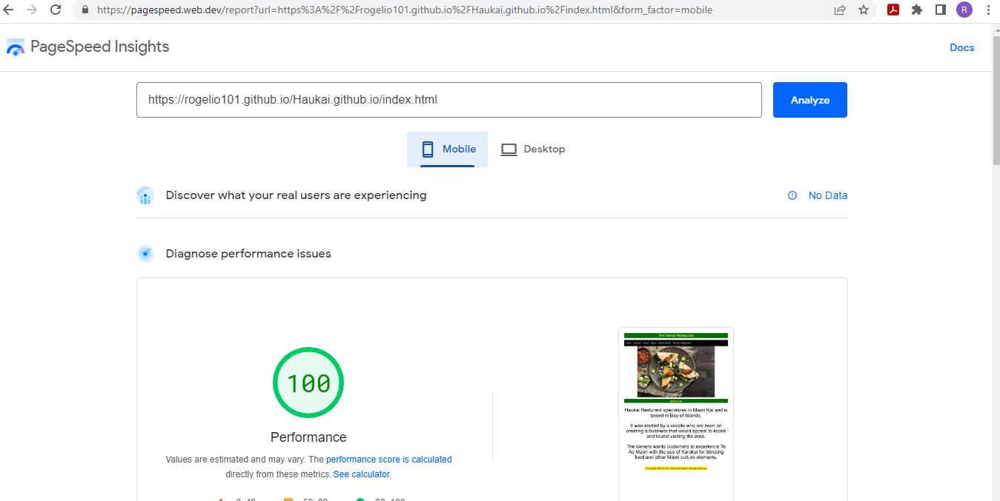 https://pagespeed.web.dev/report?url=https%3A%2F%2Frogelio101.github.io%2FHaukai.github.io%2Findex.html&form_factor=mobile
R
PageSpeed Insights
Docs
https://rogelio101.github.io/Haukai.github.io/index.html
Analyze
Mobile
Desktop
Discover what your real users are experiencing
No Data
Diagnose performance issues
100
Performance
Values are estimated and may vary. The performance score is calculated
directly from these metrics. See calculator.
The Haukai Restaurant
About us
Haukai Resturant specializes in Maori Kai and is
based in Bay of Islands.
It was started by a couple who are keen on
creating a business that would appeal to locals
and tourist visiting the area.
The owners wants customers to experience Te
Ao Maori with the use of Karakai for blessing
food and other Maori culture elements.